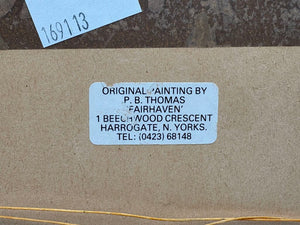 169113
ORIGINAL PAINTING BY
P. B. THOMAS
'FAIRHAVEN'
1 BEECHWOOD CRESCENT
HARROGATE, N. YORKS.
TEL: (0423) 68148